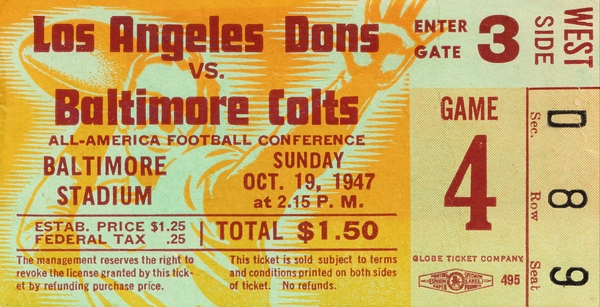 Los Angeles Dons
VS.
Baltimore Colts
ALL-AMERICA FOOTBALL CONFERENCE
BALTIMORE
STADIUM
SUNDAY
OCT. 19, 1947
at 2.15 P. M.
ESTAB. PRICE $1.25
FEDERAL TAX .25
TOTAL $1.50
The management reserves the right to
revoke the license granted by this tick-
et by refunding purchase price.
This ticket is sold subject to terms
and conditions printed on both sides
of ticket. No refunds.
ENTER
GATE
3
GAME
4
GLOBE TICKET COMPANY
495
WEST
SIDE
Sec.
D
Row
8
Seat
9